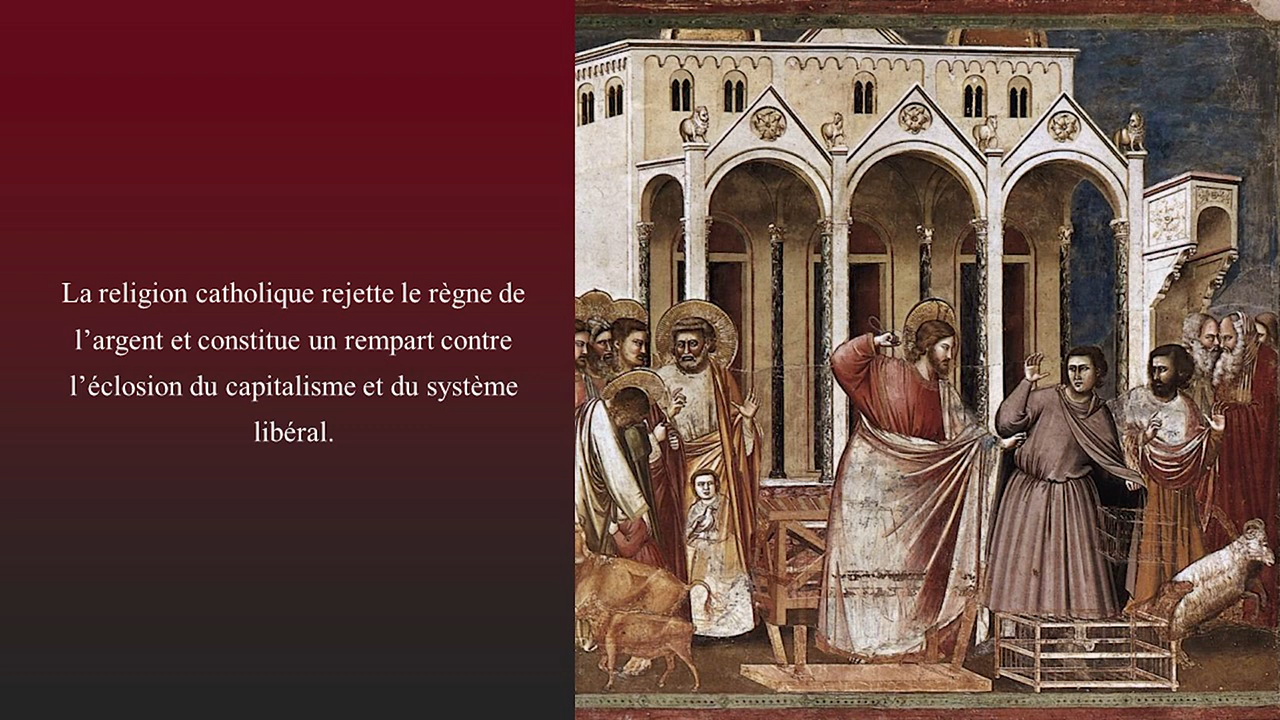 La religion catholique rejette le règne de
l’argent et constitue un rempart contre
l’éclosion du capitalisme et du système
libéral.